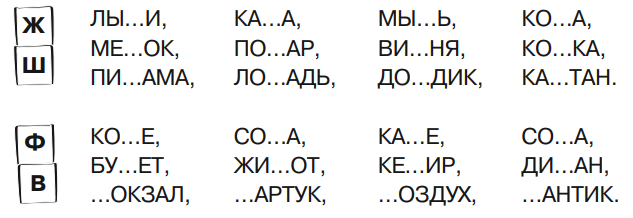 Ж
Ш
ЛЫ...И, КА...А, МЫ...Ь, КО...А,
МЕ...ОК, ПО...АР, ВИ...НЯ, КО...КА,
ПИ...АМА, ЛО...АДЬ, ДО...ДИК, КА...ТАН.
Ф
В
КО...Е, СО...А, КА...Е, СО...А,
БУ...ЕТ, ЖИ...ОТ, КЕ...ИР, ДИ...АН,
...ОКЗАЛ, ...АРТУК, ...ОЗДУХ, ...АНТИК.